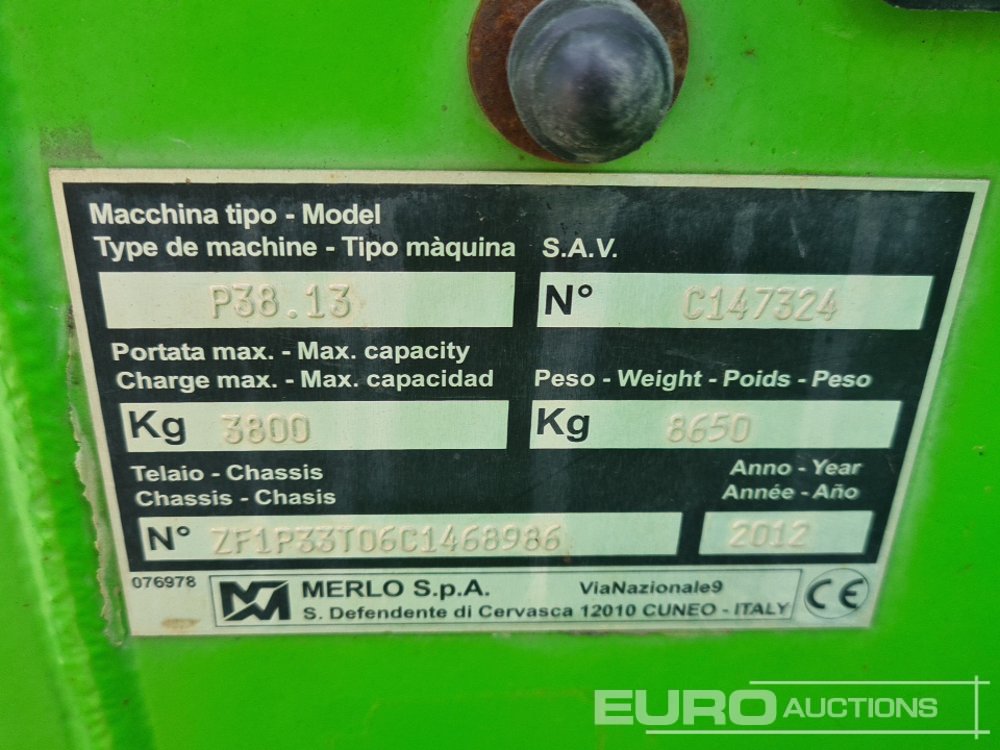 Macchina tipo - Model
Type de machine - Tipo màquina
S.A.V.
P38.13
N° C147324
Portata max. - Max. capacity
Charge max. - Max. capacidad
Peso - Weight - Poids - Peso
Kg 3800
Kg 8650
Telaio - Chassis
Chassis - Chasis
Anno - Year
Année - Año
N° ZF1P33T06C1468986
2012
076978
MERLO S.p.A. ViaNazionale9
S. Defendente di Cervasca 12010 CUNEO - ITALY
CE
EURO AUCTIONS